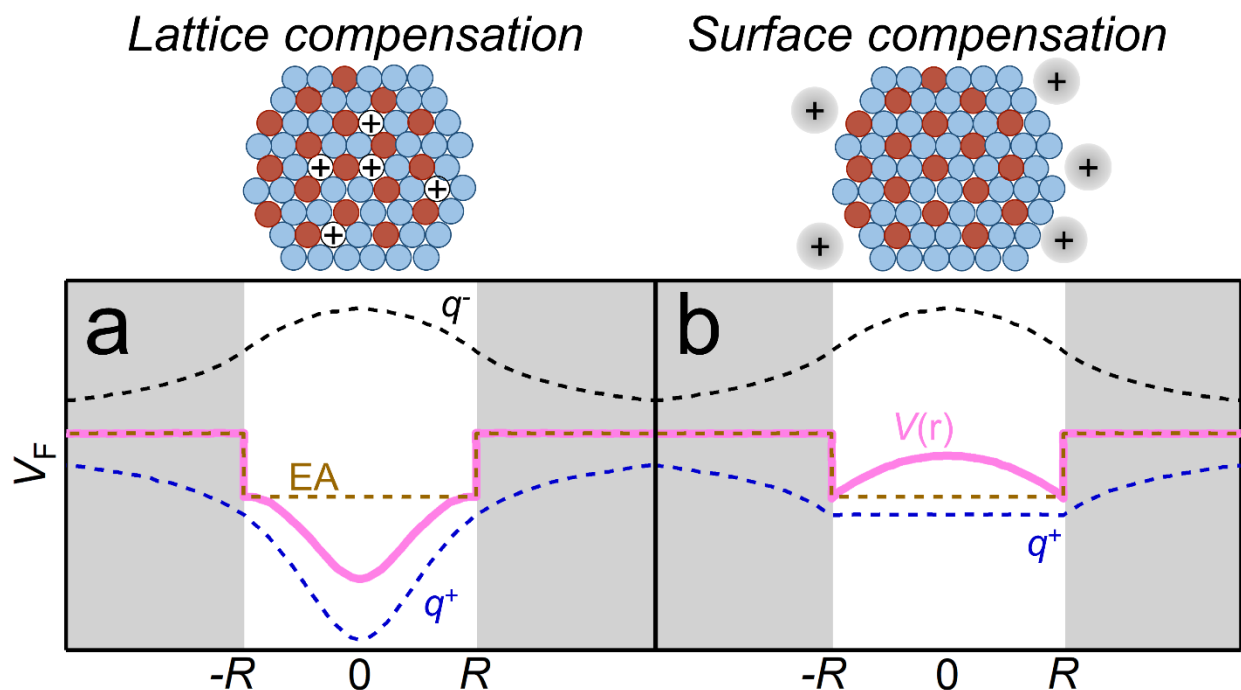 Lattice compensation
Surface compensation
+
+
+
+
+
+
+
+
+
+
a
q-
EA
q+
b
V(r)
q+
VF
-R
0
R
-R
0
R